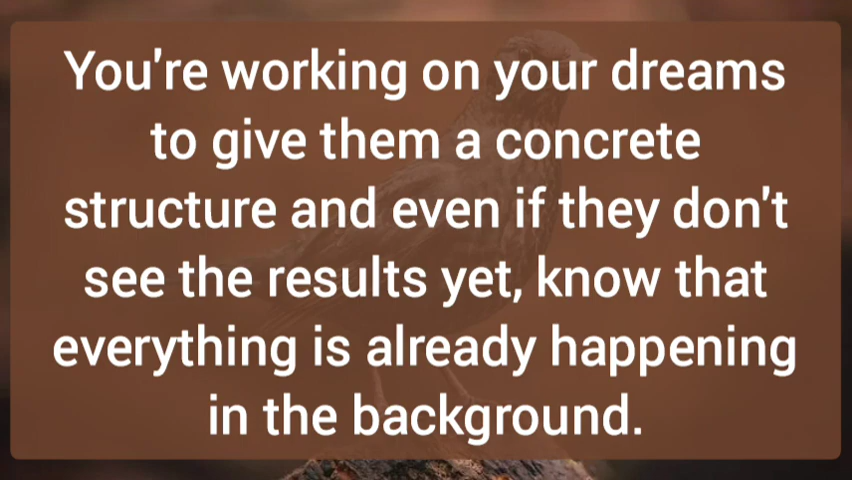 You're working on your dreams
to give them a concrete
structure and even if they don't
see the results yet, know that
everything is already happening
in the background.